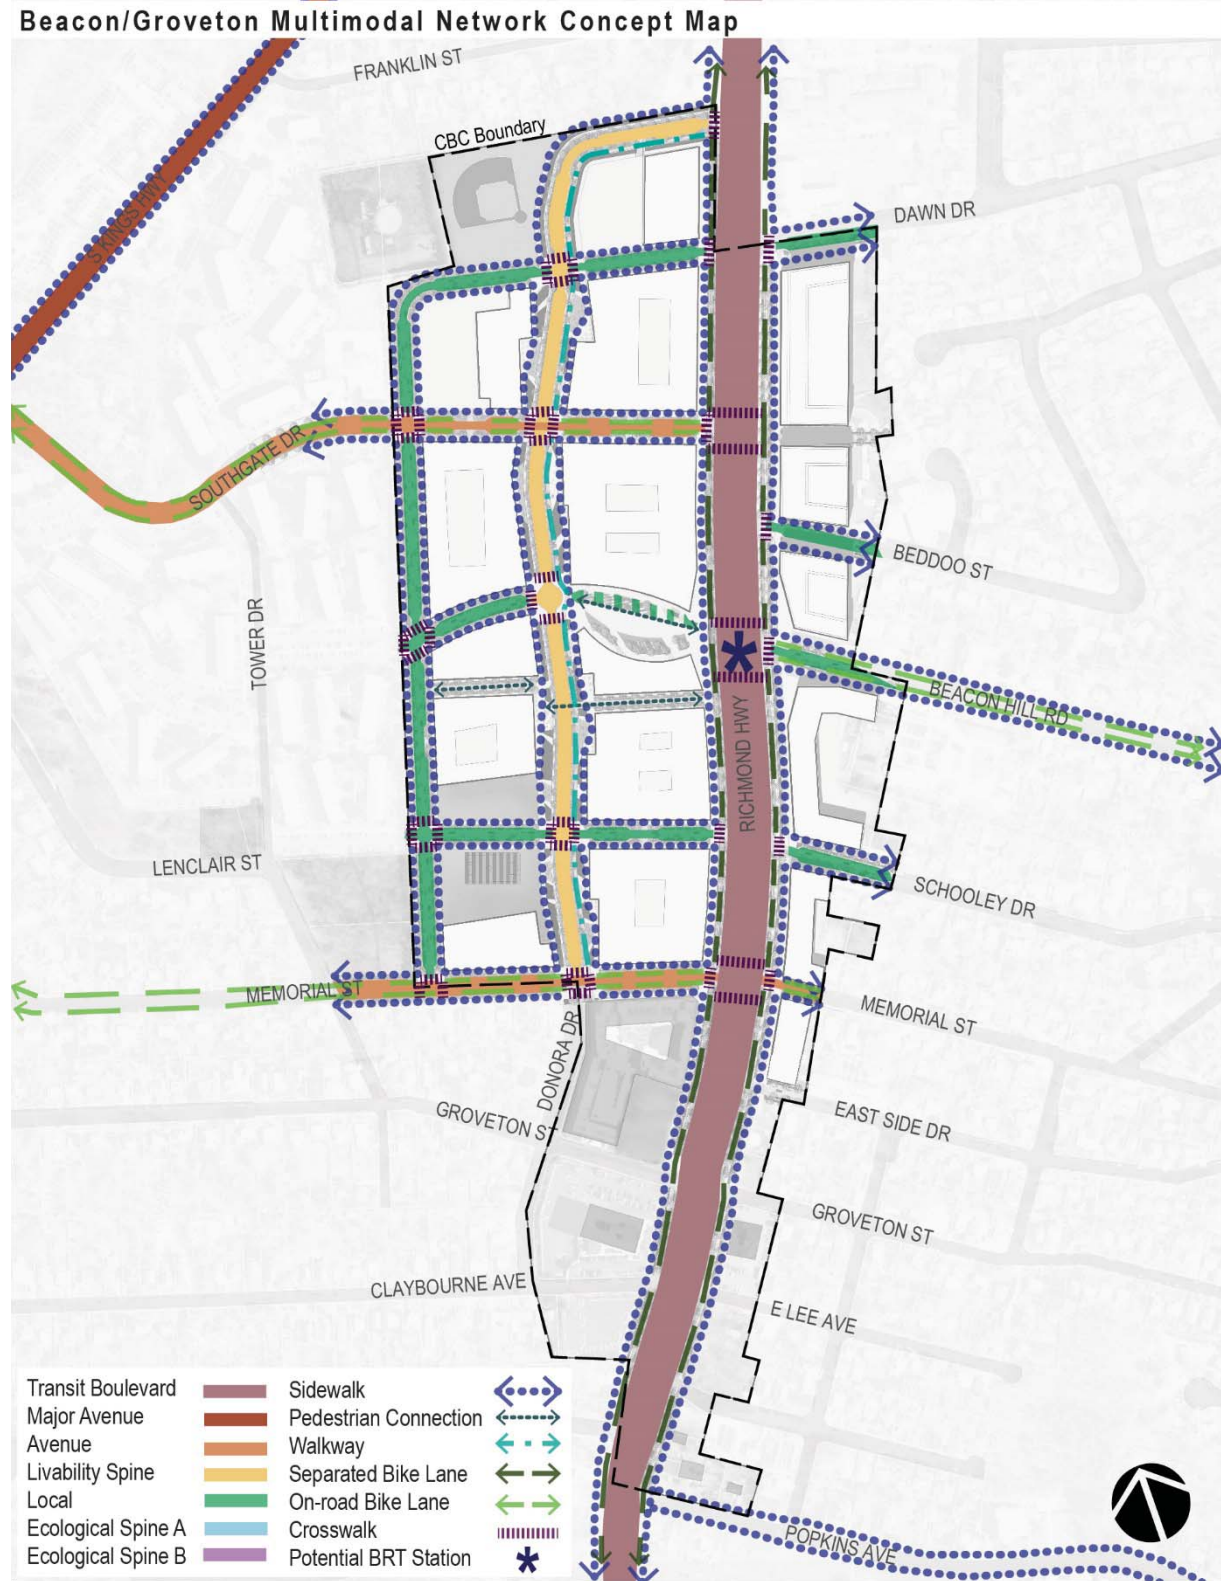 Beacon/Groveton Multimodal Network Concept Map
FRANKLIN ST
CBC Boundary
S KINGS HWY
DAWN DR
SOUTHGATE DR
BEDDOO ST
TOWER DR
BEACON HILL RD
RICHMOND HWY
LENCLAIR ST
SCHOOLEY DR
MEMORIAL ST
MEMORIAL ST
DONORA DR
GROVETON ST
EAST SIDE DR
GROVETON ST
CLAYBOURNE AVE
E LEE AVE
POPKINS AVE
Transit Boulevard
Major Avenue
Avenue
Livability Spine
Local
Ecological Spine A
Ecological Spine B
Sidewalk
Pedestrian Connection
Walkway
Separated Bike Lane
On-road Bike Lane
Crosswalk
Potential BRT Station